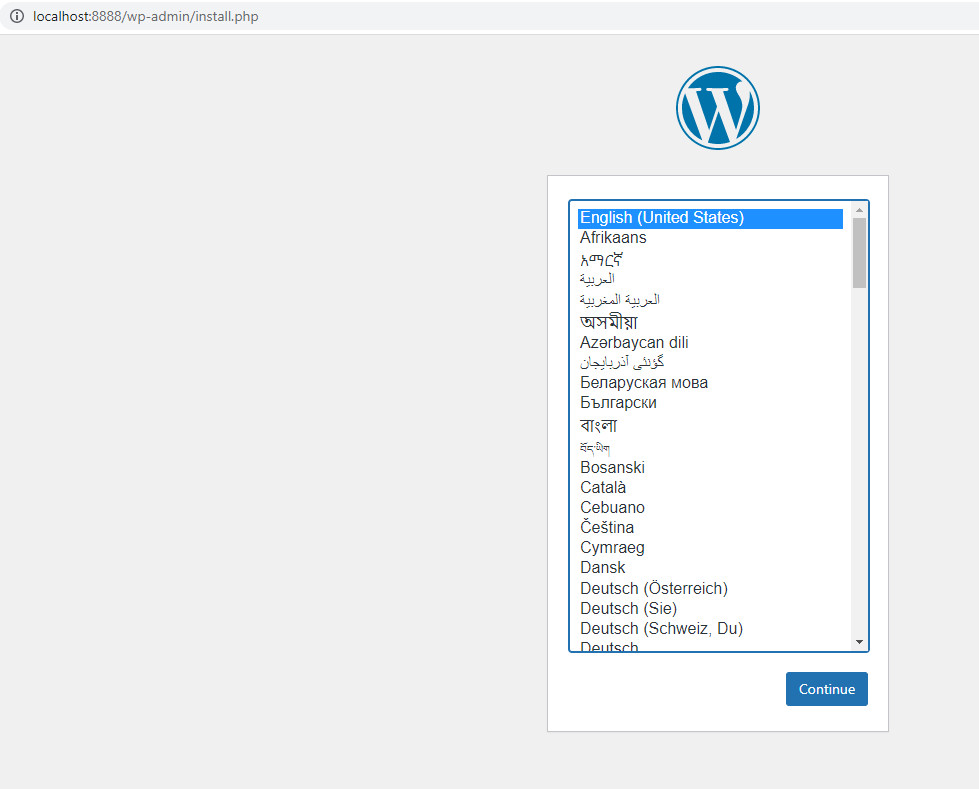 localhost:8888/wp-admin/install.php
English (United States)
Afrikaans
አማርኛ
العربية
العربية المغربية
অসমীয়া
Azərbaycan dili
گؤنئی آذربایجان
Беларуская мова
Български
বাংলা
བོད་ཡིག
Bosanski
Català
Cebuano
Čeština
Cymraeg
Dansk
Deutsch (Österreich)
Deutsch (Sie)
Deutsch (Schweiz, Du)
Deutsch
Continue